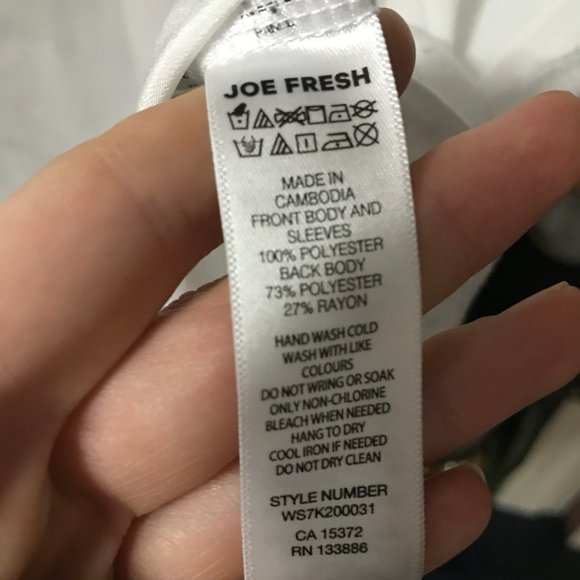 JOE FRESH
MADE IN
CAMBODIA
FRONT BODY AND
SLEEVES
100% POLYESTER
BACK BODY
73% POLYESTER
27% RAYON
HAND WASH COLD
WASH WITH LIKE
COLOURS
DO NOT WRING OR SOAK
ONLY NON-CHLORINE
BLEACH WHEN NEEDED
HANG TO DRY
COOL IRON IF NEEDED
DO NOT DRY CLEAN
STYLE NUMBER
WS7K200031
CA 15372
RN 133886